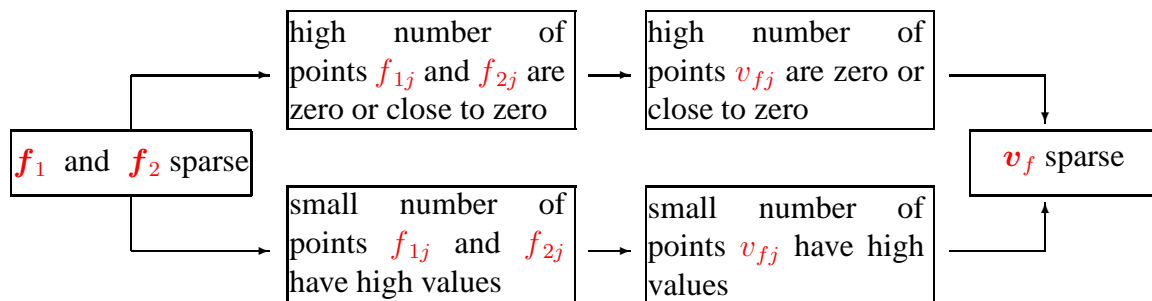 high number of
points f1j and f2j are
zero or close to zero
high number of
points vfj are zero or
close to zero
f1 and f2 sparse
vf sparse
small number of
points f1j and f2j
have high values
small number of
points vfj have high
values